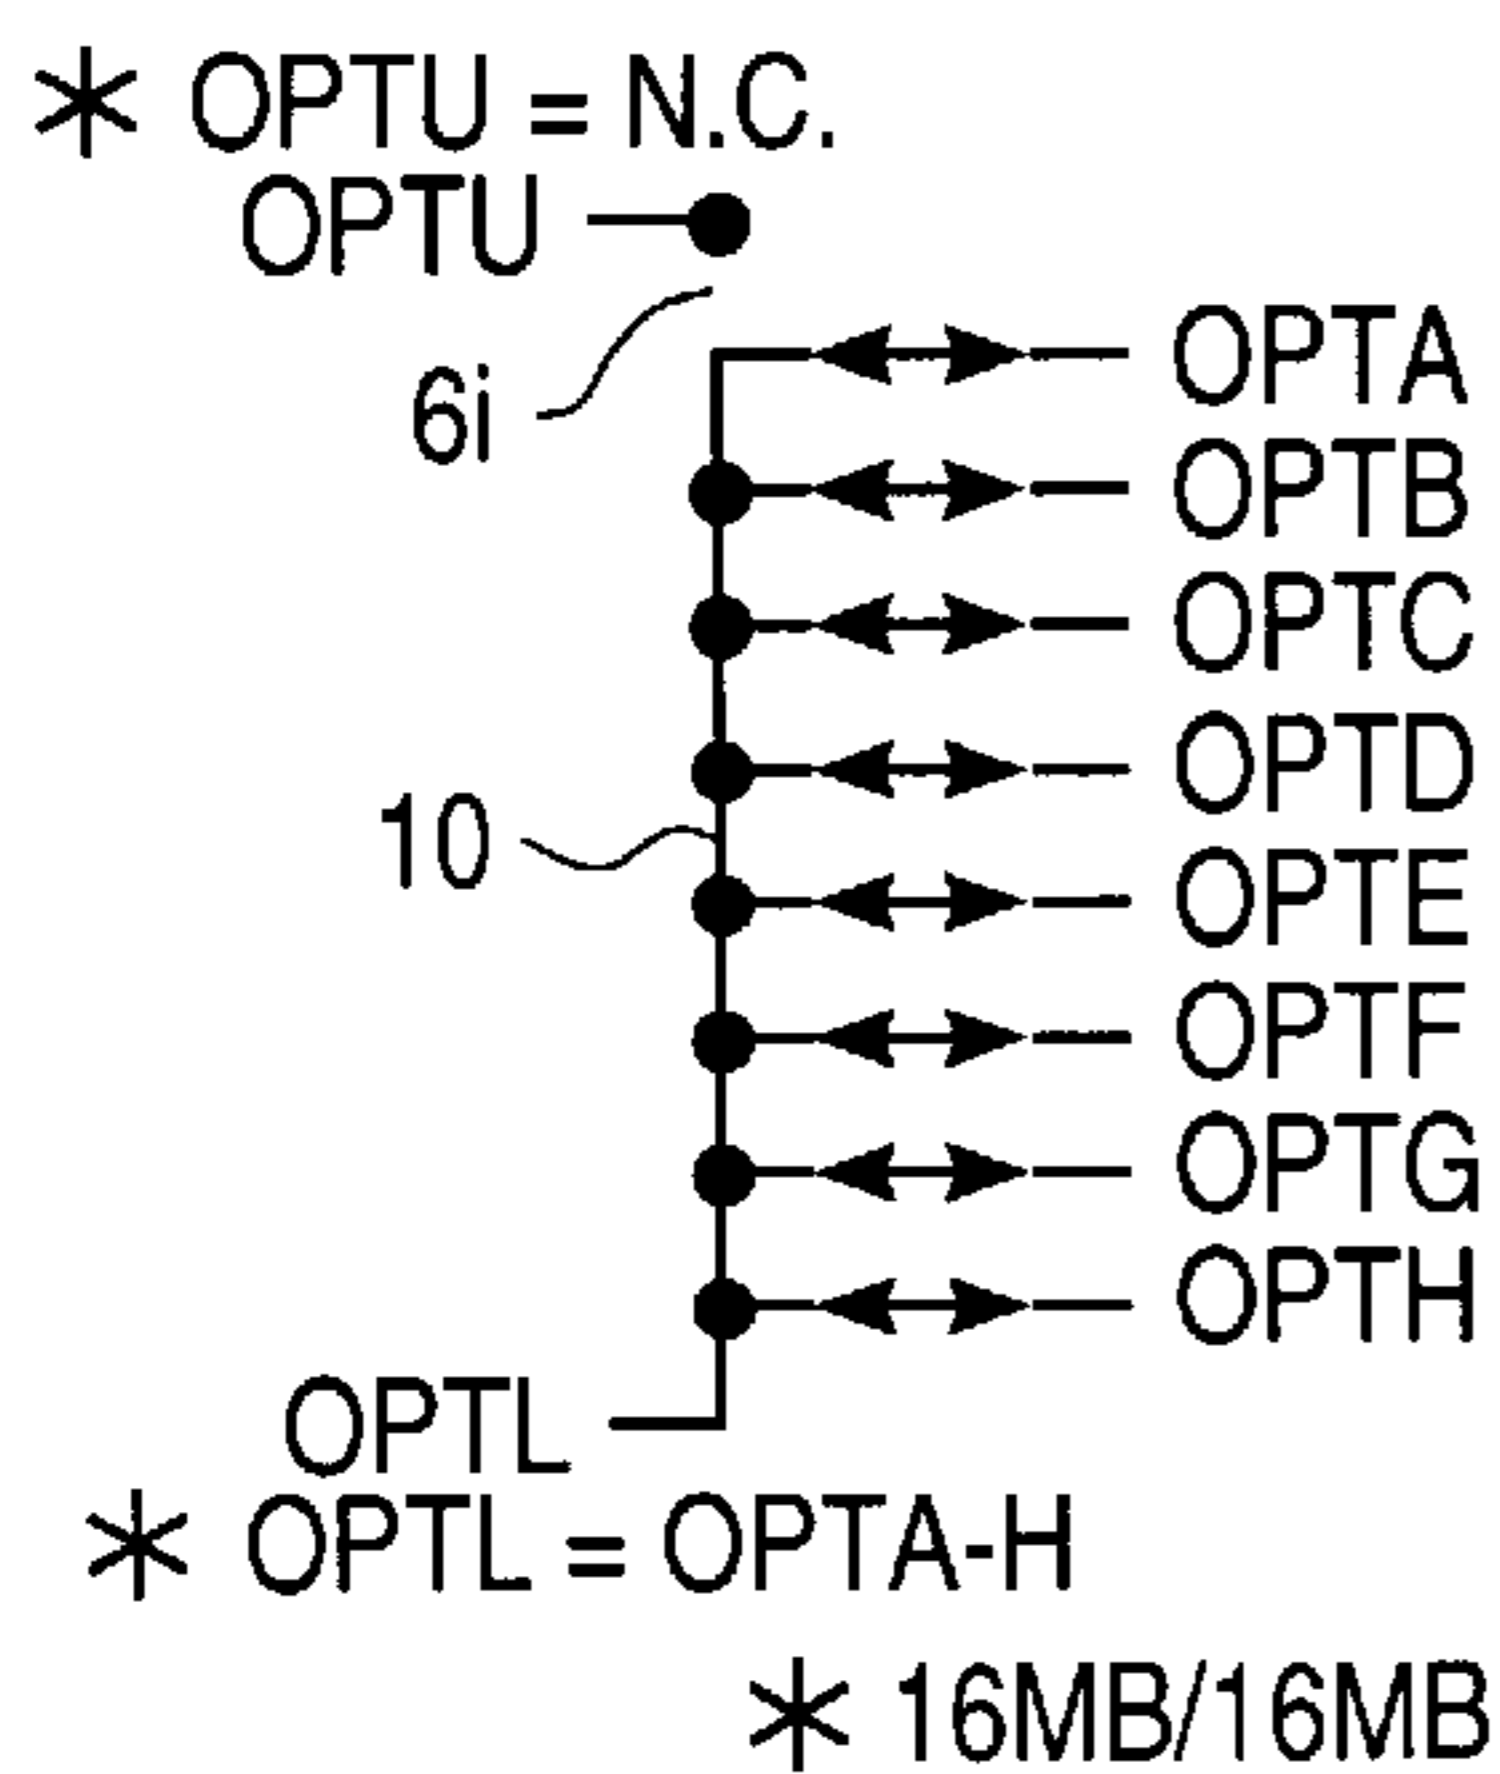 * OPTU = N.C.
OPTU
OPTA
6i
OPTB
OPTC
OPTD
10
OPTE
OPTF
OPTG
OPTH
OPTL
* OPTL = OPTA-H
* 16MB/16MB